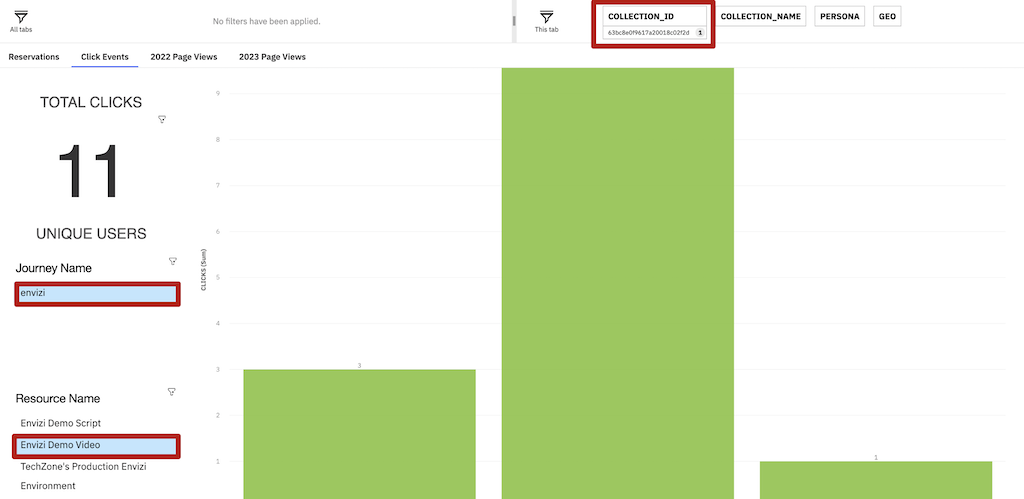 All tabs
No filters have been applied.
This tab
COLLECTION_ID
63bc8e0f9617a20018c02f2d 1
COLLECTION_NAME
PERSONA
GEO
Reservations
Click Events
2022 Page Views
2023 Page Views
TOTAL CLICKS
11
UNIQUE USERS
Journey Name
envizi
Resource Name
Envizi Demo Script
Envizi Demo Video
TechZone's Production Envizi
Environment
CLICKS (Sum)
9
8
7
6
5
4
3
2
1
3
1